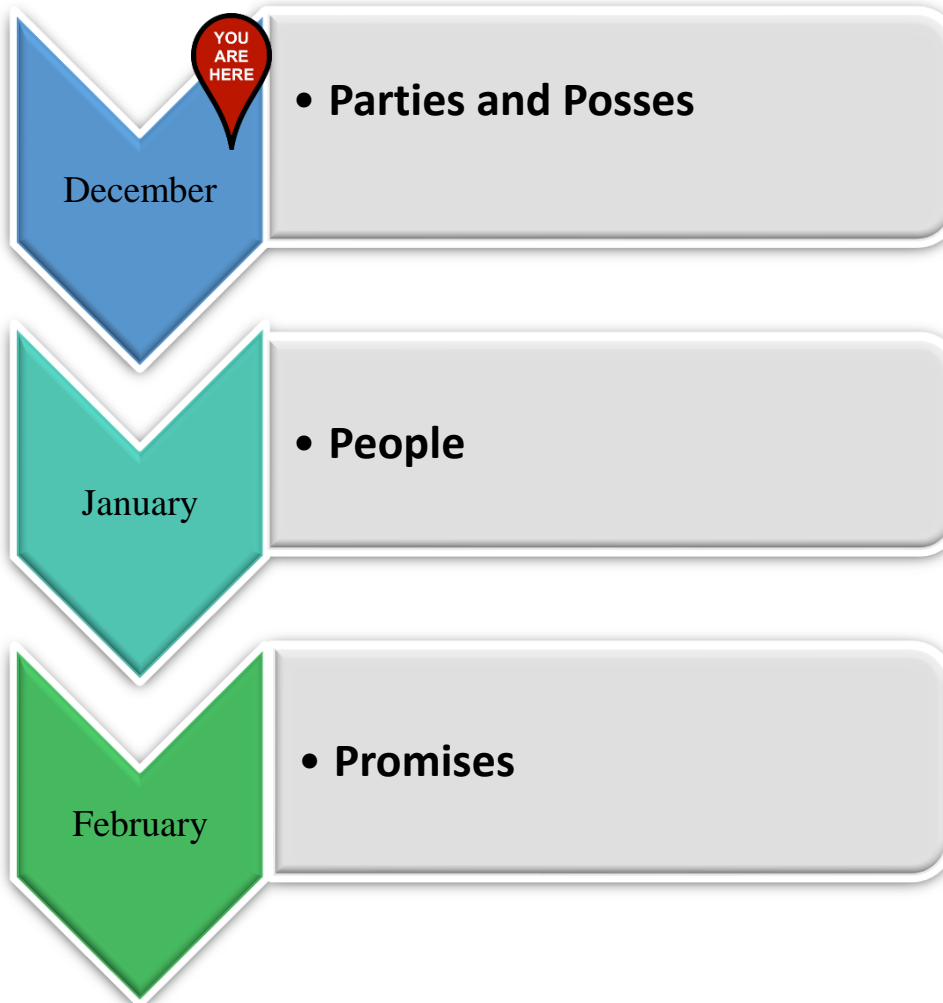 YOU
ARE
HERE
• Parties and Posses
December
• People
January
• Promises
February